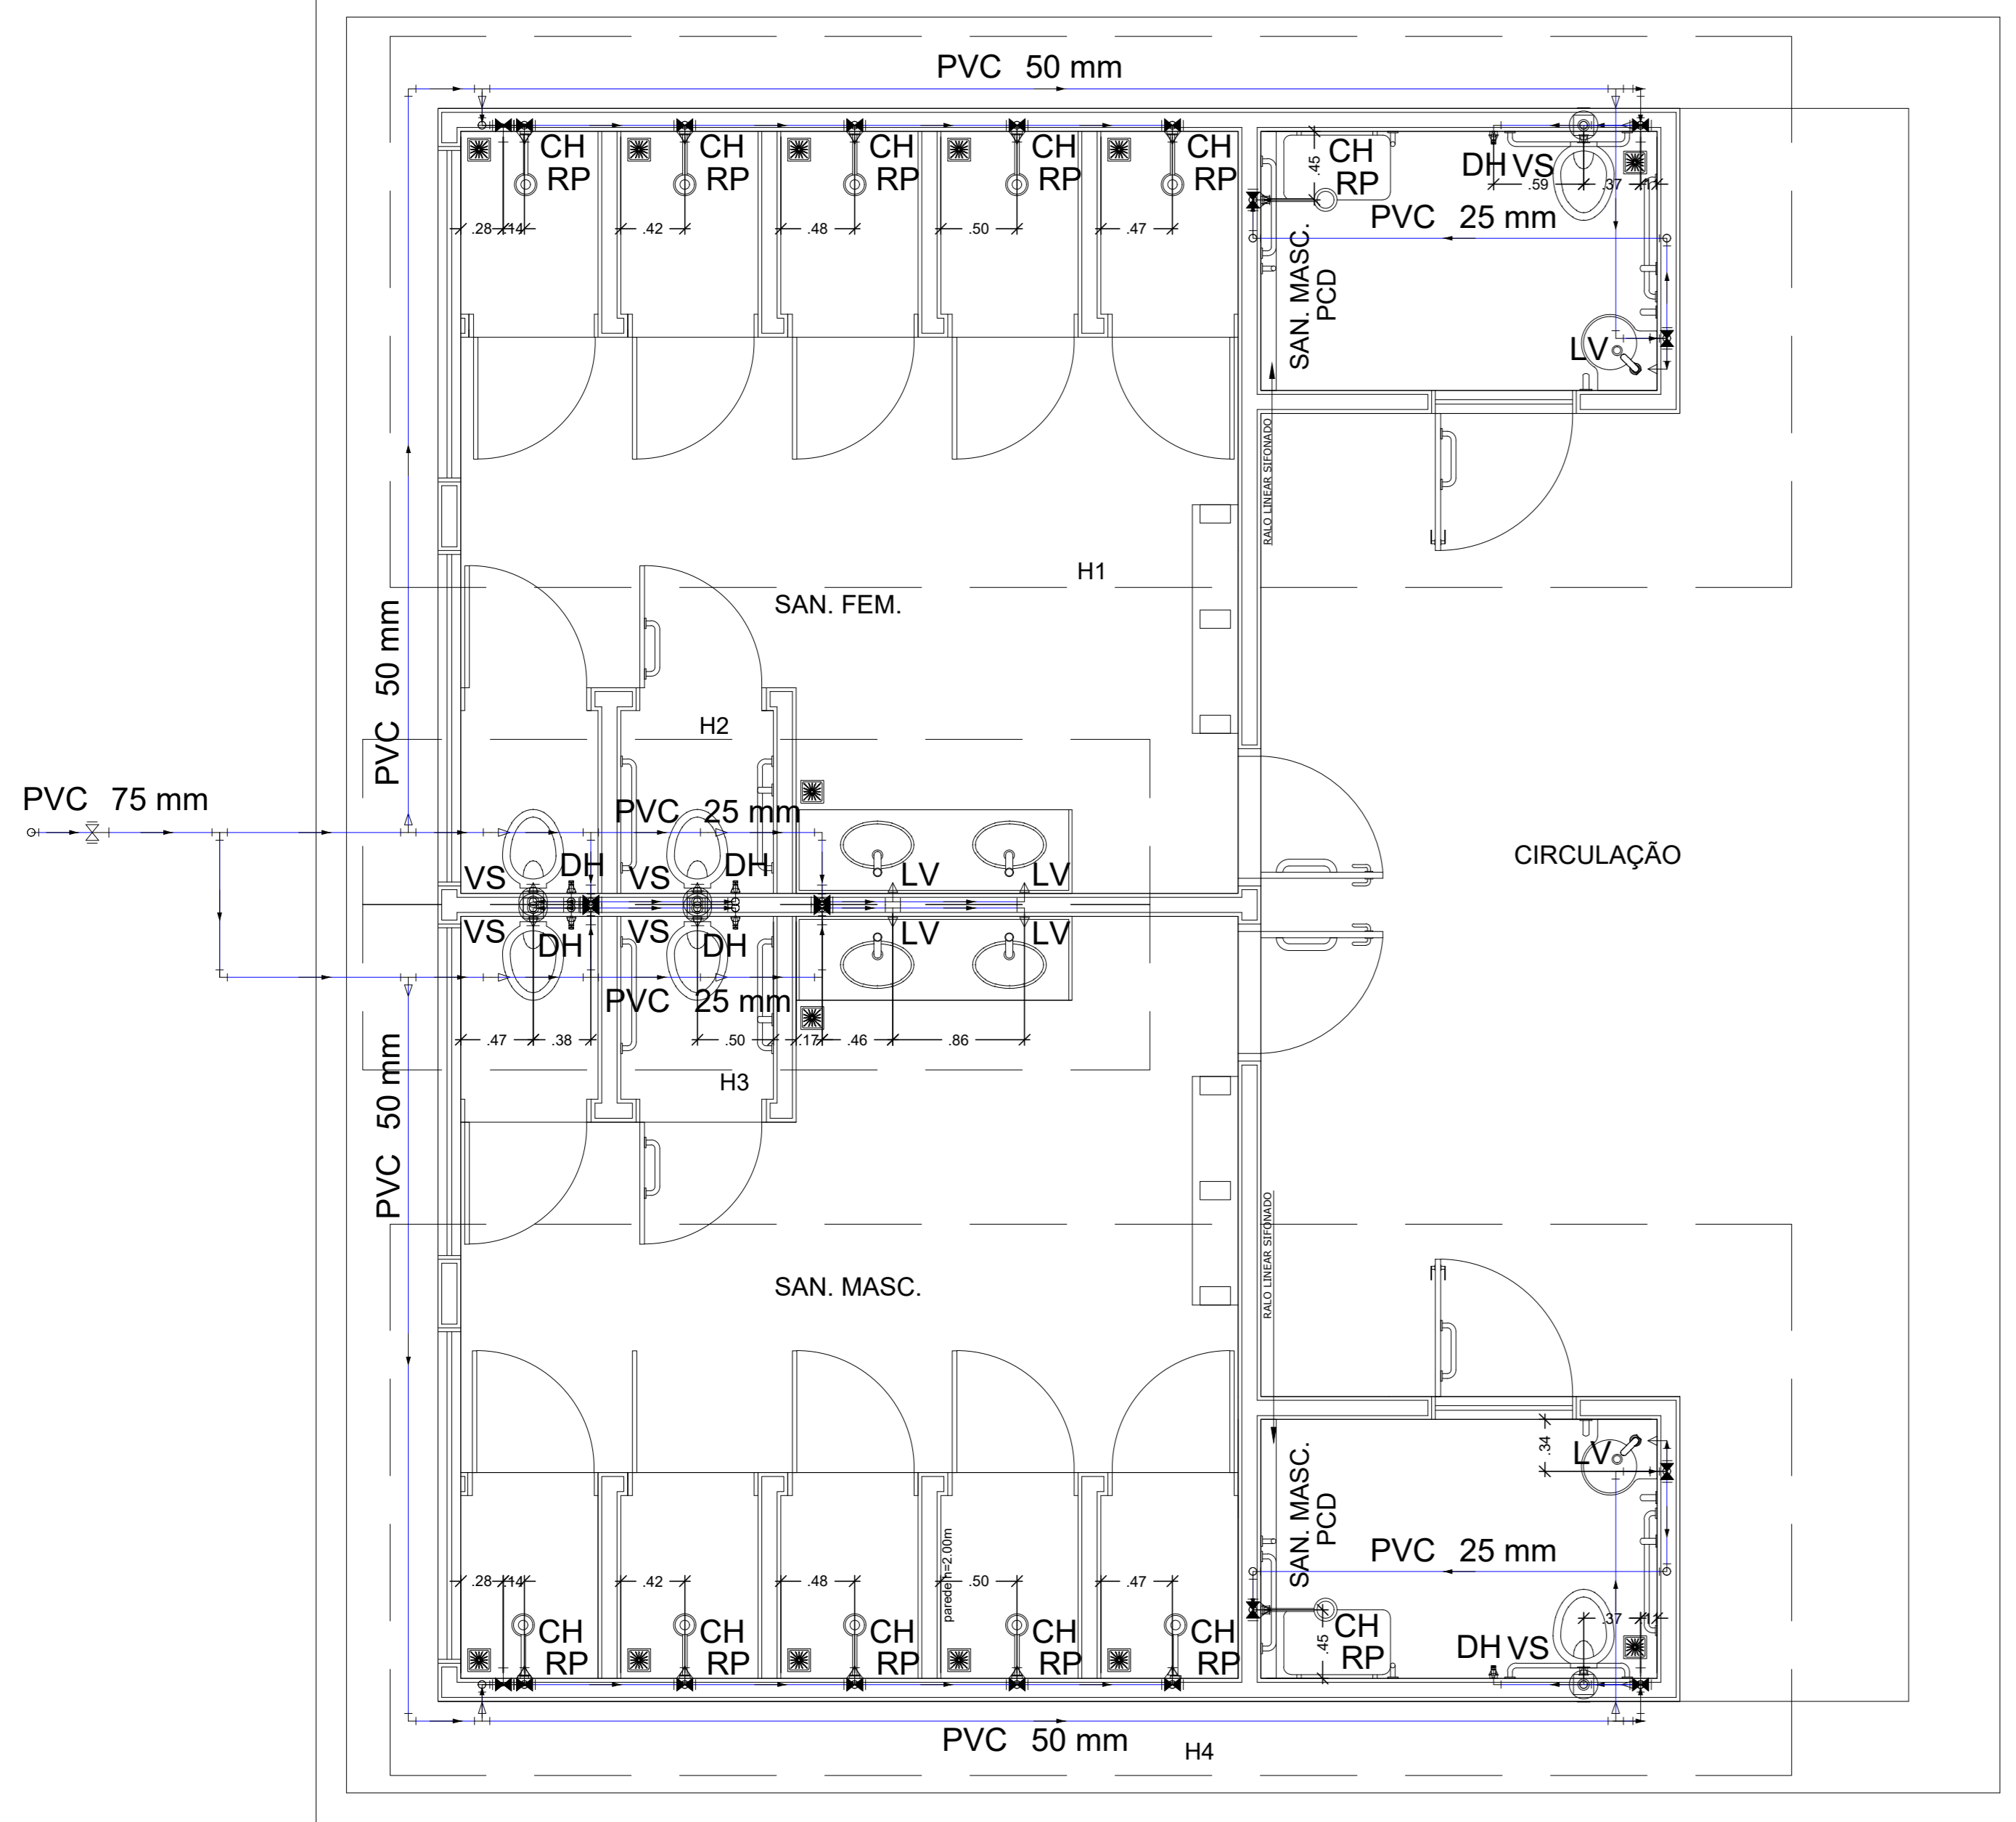 PVC 50 mm
CH
RP
CH
RP
CH
RP
CH
RP
CH
RP
.45
CH
RP
DH
VS
.59
.37
PVC 25 mm
.28
.14
.42
.48
.50
.47
SAN. MASC.
PCD
LV
RALO LINEAR SIFONADO
H1
SAN. FEM.
PVC 50 mm
H2
PVC 75 mm
PVC 25 mm
CIRCULAÇÃO
VS
DH
VS
DH
LV
LV
VS
DH
VS
DH
LV
LV
PVC 25 mm
.47
.38
.50
.17
.46
.86
H3
PVC 50 mm
RALO LINEAR SIFONADO
SAN. MASC.
.34
LV
SAN. MASC.
PCD
PVC 25 mm
parede h=2.00m
.28
.14
.42
.48
.50
.47
CH
RP
CH
RP
CH
RP
CH
RP
CH
RP
.45
CH
RP
DH
VS
.37
PVC 50 mm
H4